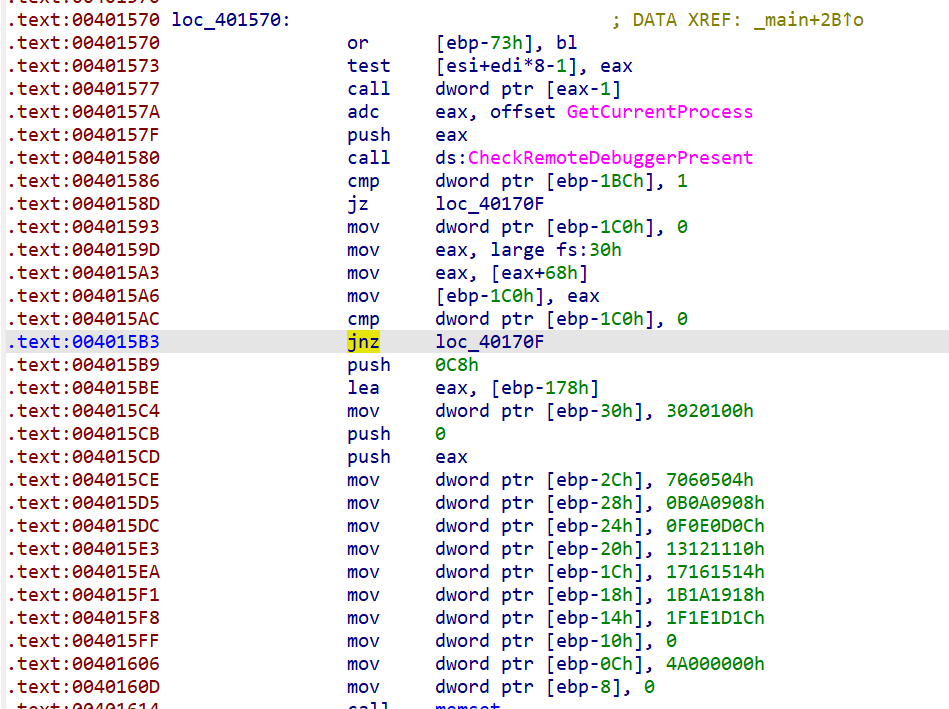 .text:00401570 loc_401570: ; DATA XREF: _main+2B↑o
.text:00401570 or [ebp-73h], bl
.text:00401573 test [esi+edi*8-1], eax
.text:00401577 call dword ptr [eax-1]
.text:0040157A adc eax, offset GetCurrentProcess
.text:0040157F push eax
.text:00401580 call ds:CheckRemoteDebuggerPresent
.text:00401586 cmp dword ptr [ebp-1BCh], 1
.text:0040158D jz loc_40170F
.text:00401593 mov dword ptr [ebp-1C0h], 0
.text:0040159D mov eax, large fs:30h
.text:004015A3 mov eax, [eax+68h]
.text:004015A6 mov [ebp-1C0h], eax
.text:004015AC cmp dword ptr [ebp-1C0h], 0
.text:004015B3 jnz loc_40170F
.text:004015B9 push 0C8h
.text:004015BE lea eax, [ebp-178h]
.text:004015C4 mov dword ptr [ebp-30h], 3020100h
.text:004015CB push 0
.text:004015CD push eax
.text:004015CE mov dword ptr [ebp-2Ch], 7060504h
.text:004015D5 mov dword ptr [ebp-28h], 0B0A0908h
.text:004015DC mov dword ptr [ebp-24h], 0F0E0D0Ch
.text:004015E3 mov dword ptr [ebp-20h], 13121110h
.text:004015EA mov dword ptr [ebp-1Ch], 17161514h
.text:004015F1 mov dword ptr [ebp-18h], 1B1A1918h
.text:004015F8 mov dword ptr [ebp-14h], 1F1E1D1Ch
.text:004015FF mov dword ptr [ebp-10h], 0
.text:00401606 mov dword ptr [ebp-0Ch], 4A000000h
.text:0040160D mov dword ptr [ebp-8], 0
.text:00401614 call memset